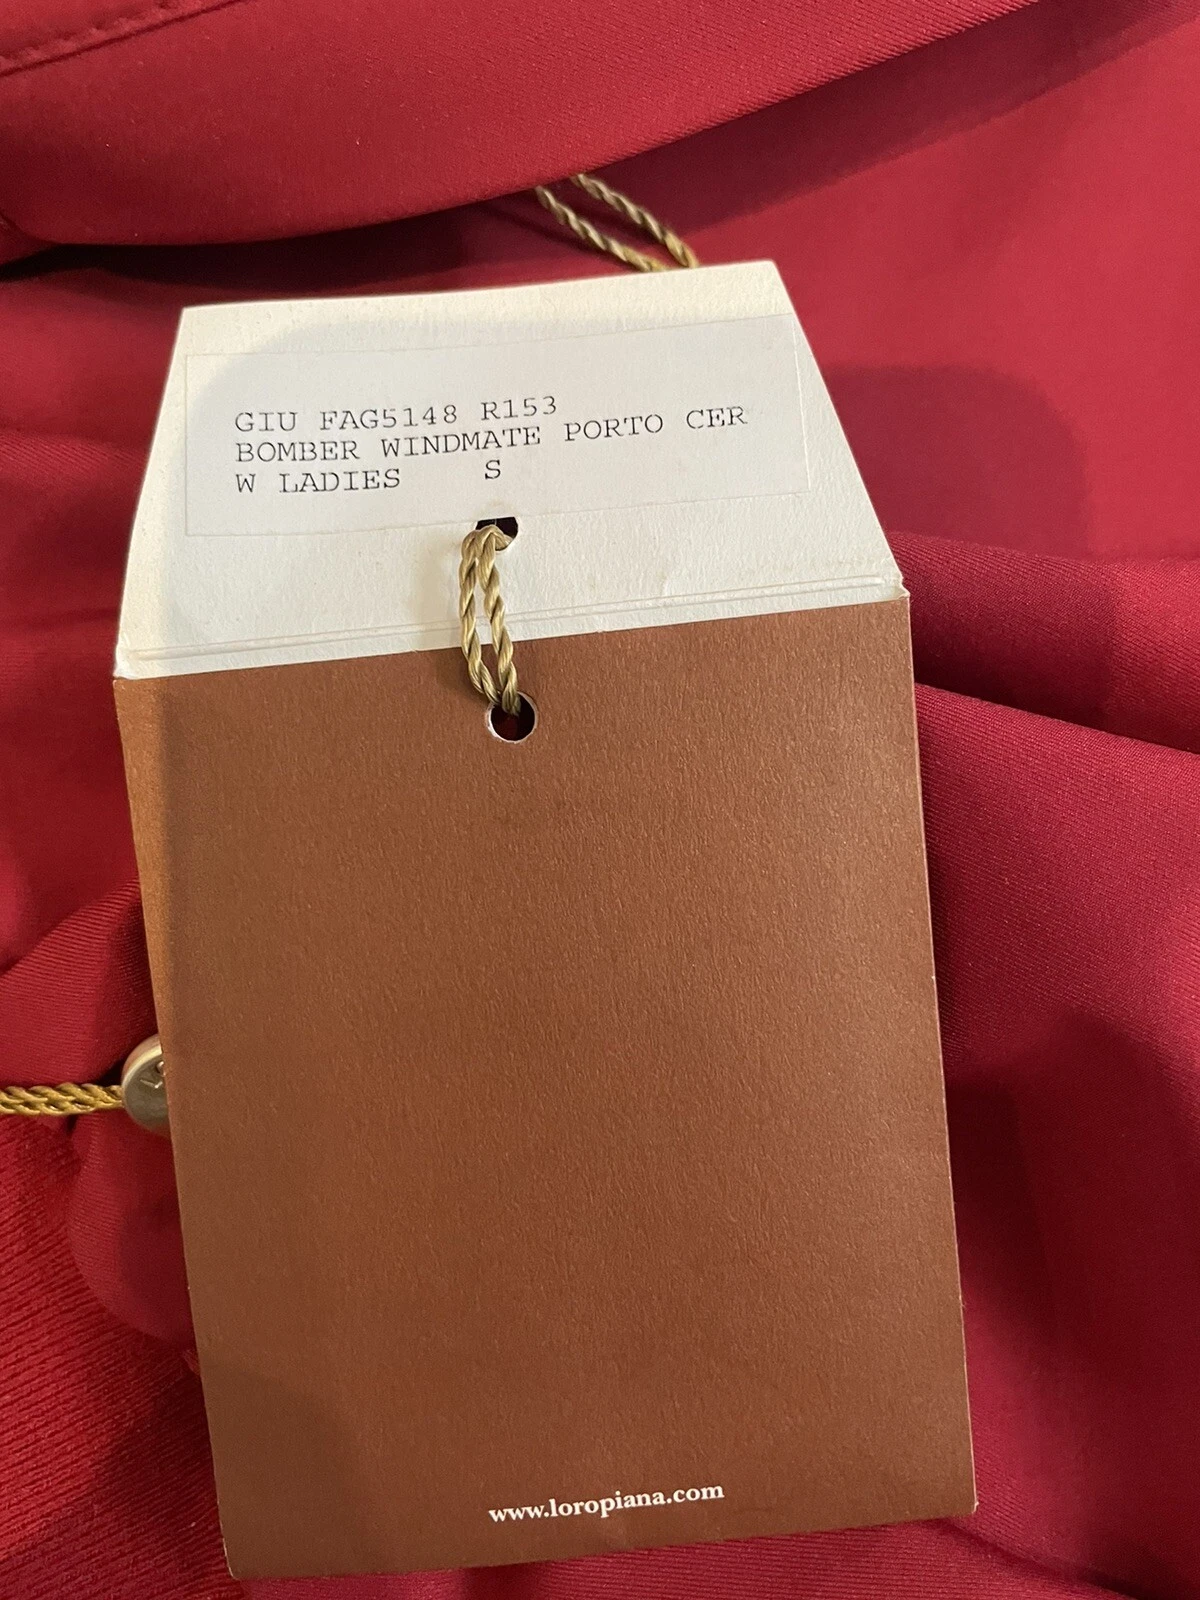 GIU FAG5148 R153
BOMBER WINDMATE PORTO CER
W LADIES S
www.loropiana.com